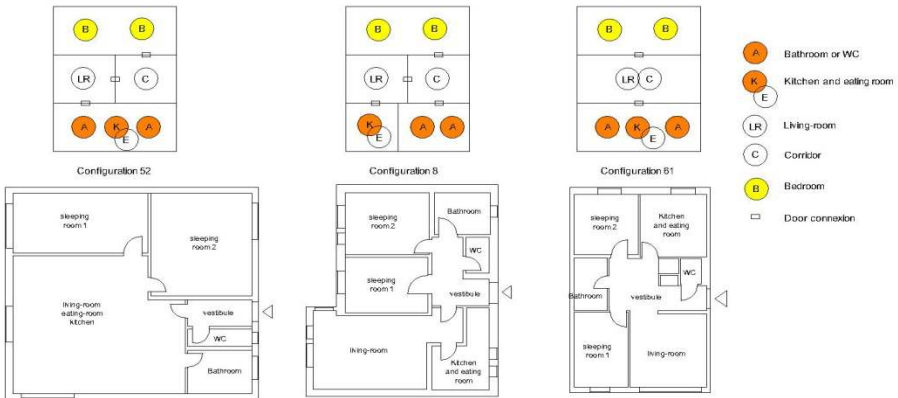 B B
LR C
A K E A
Configuration 52
B B
LR C
K E A A
Configuration 8
B B
LR C
A K E A
Configuration 61
A Bathroom or WC
K Kitchen and eating room
E
LR Living-room
C Corridor
B Bedroom
Door connexion
sleeping
room 1
sleeping
room 2
living-room
eating-room
kitchen
vestibule
WC
Bathroom
sleeping
room 2
Bathroom
WC
sleeping
room 1
vestibule
living-room
Kitchen
and eating
room
sleeping
room 2
Kitchen
and eating
room
WC
Bathroom
vestibule
sleeping
room 1
living-room